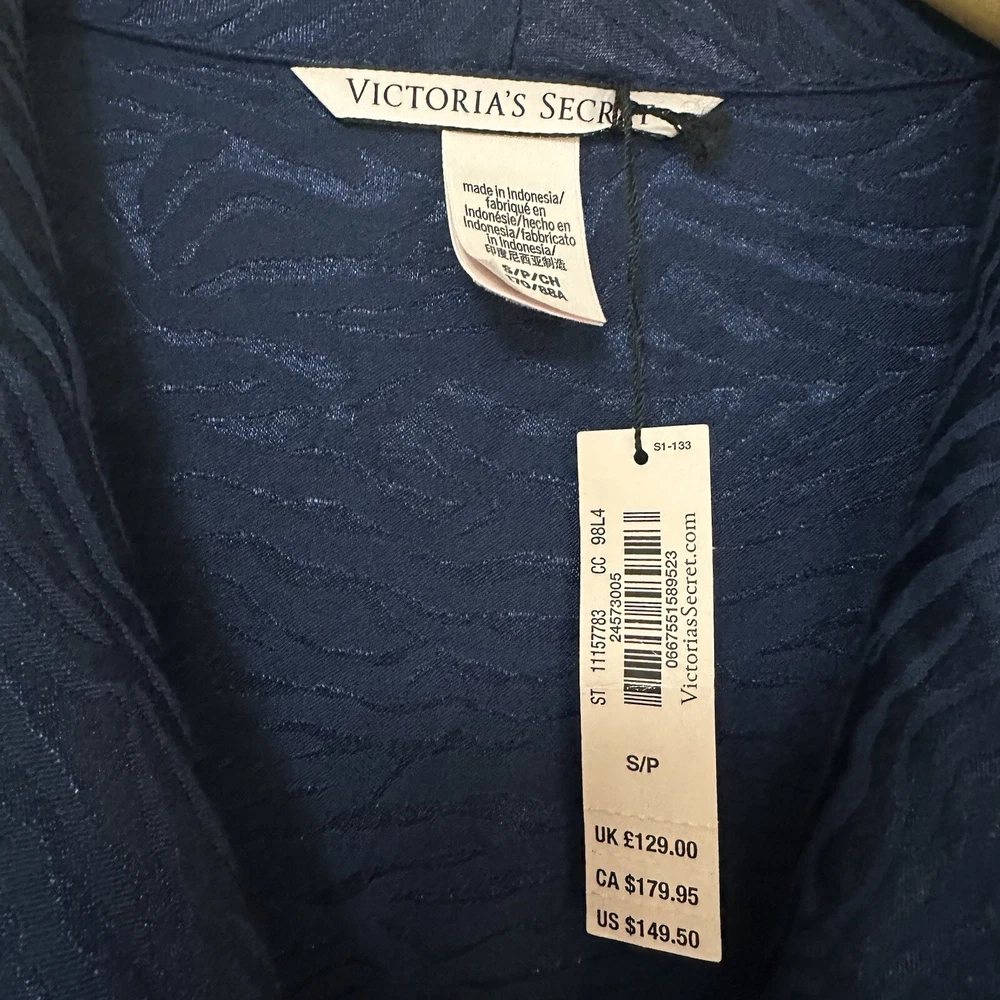 VICTORIA'S SECRET
made in Indonesia/
fabriqué en
Indonésie/hecho en
Indonesia/fabbricato
in Indonesia/
印度尼西亚制造
S/P/CH
170/88A
S1-133
ST 11157783 CC 98L4
24573005
0667551589523
VictoriasSecret.com
S/P
UK £129.00
CA $179.95
US $149.50